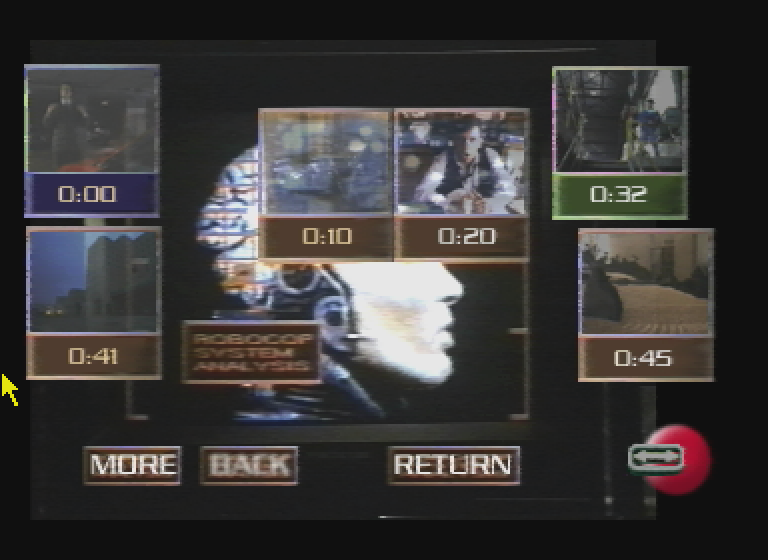 0:00
0:10
0:20
0:32
0:41
0:45
ROBOCOP
SYSTEM
ANALYSIS
MORE
BACK
RETURN